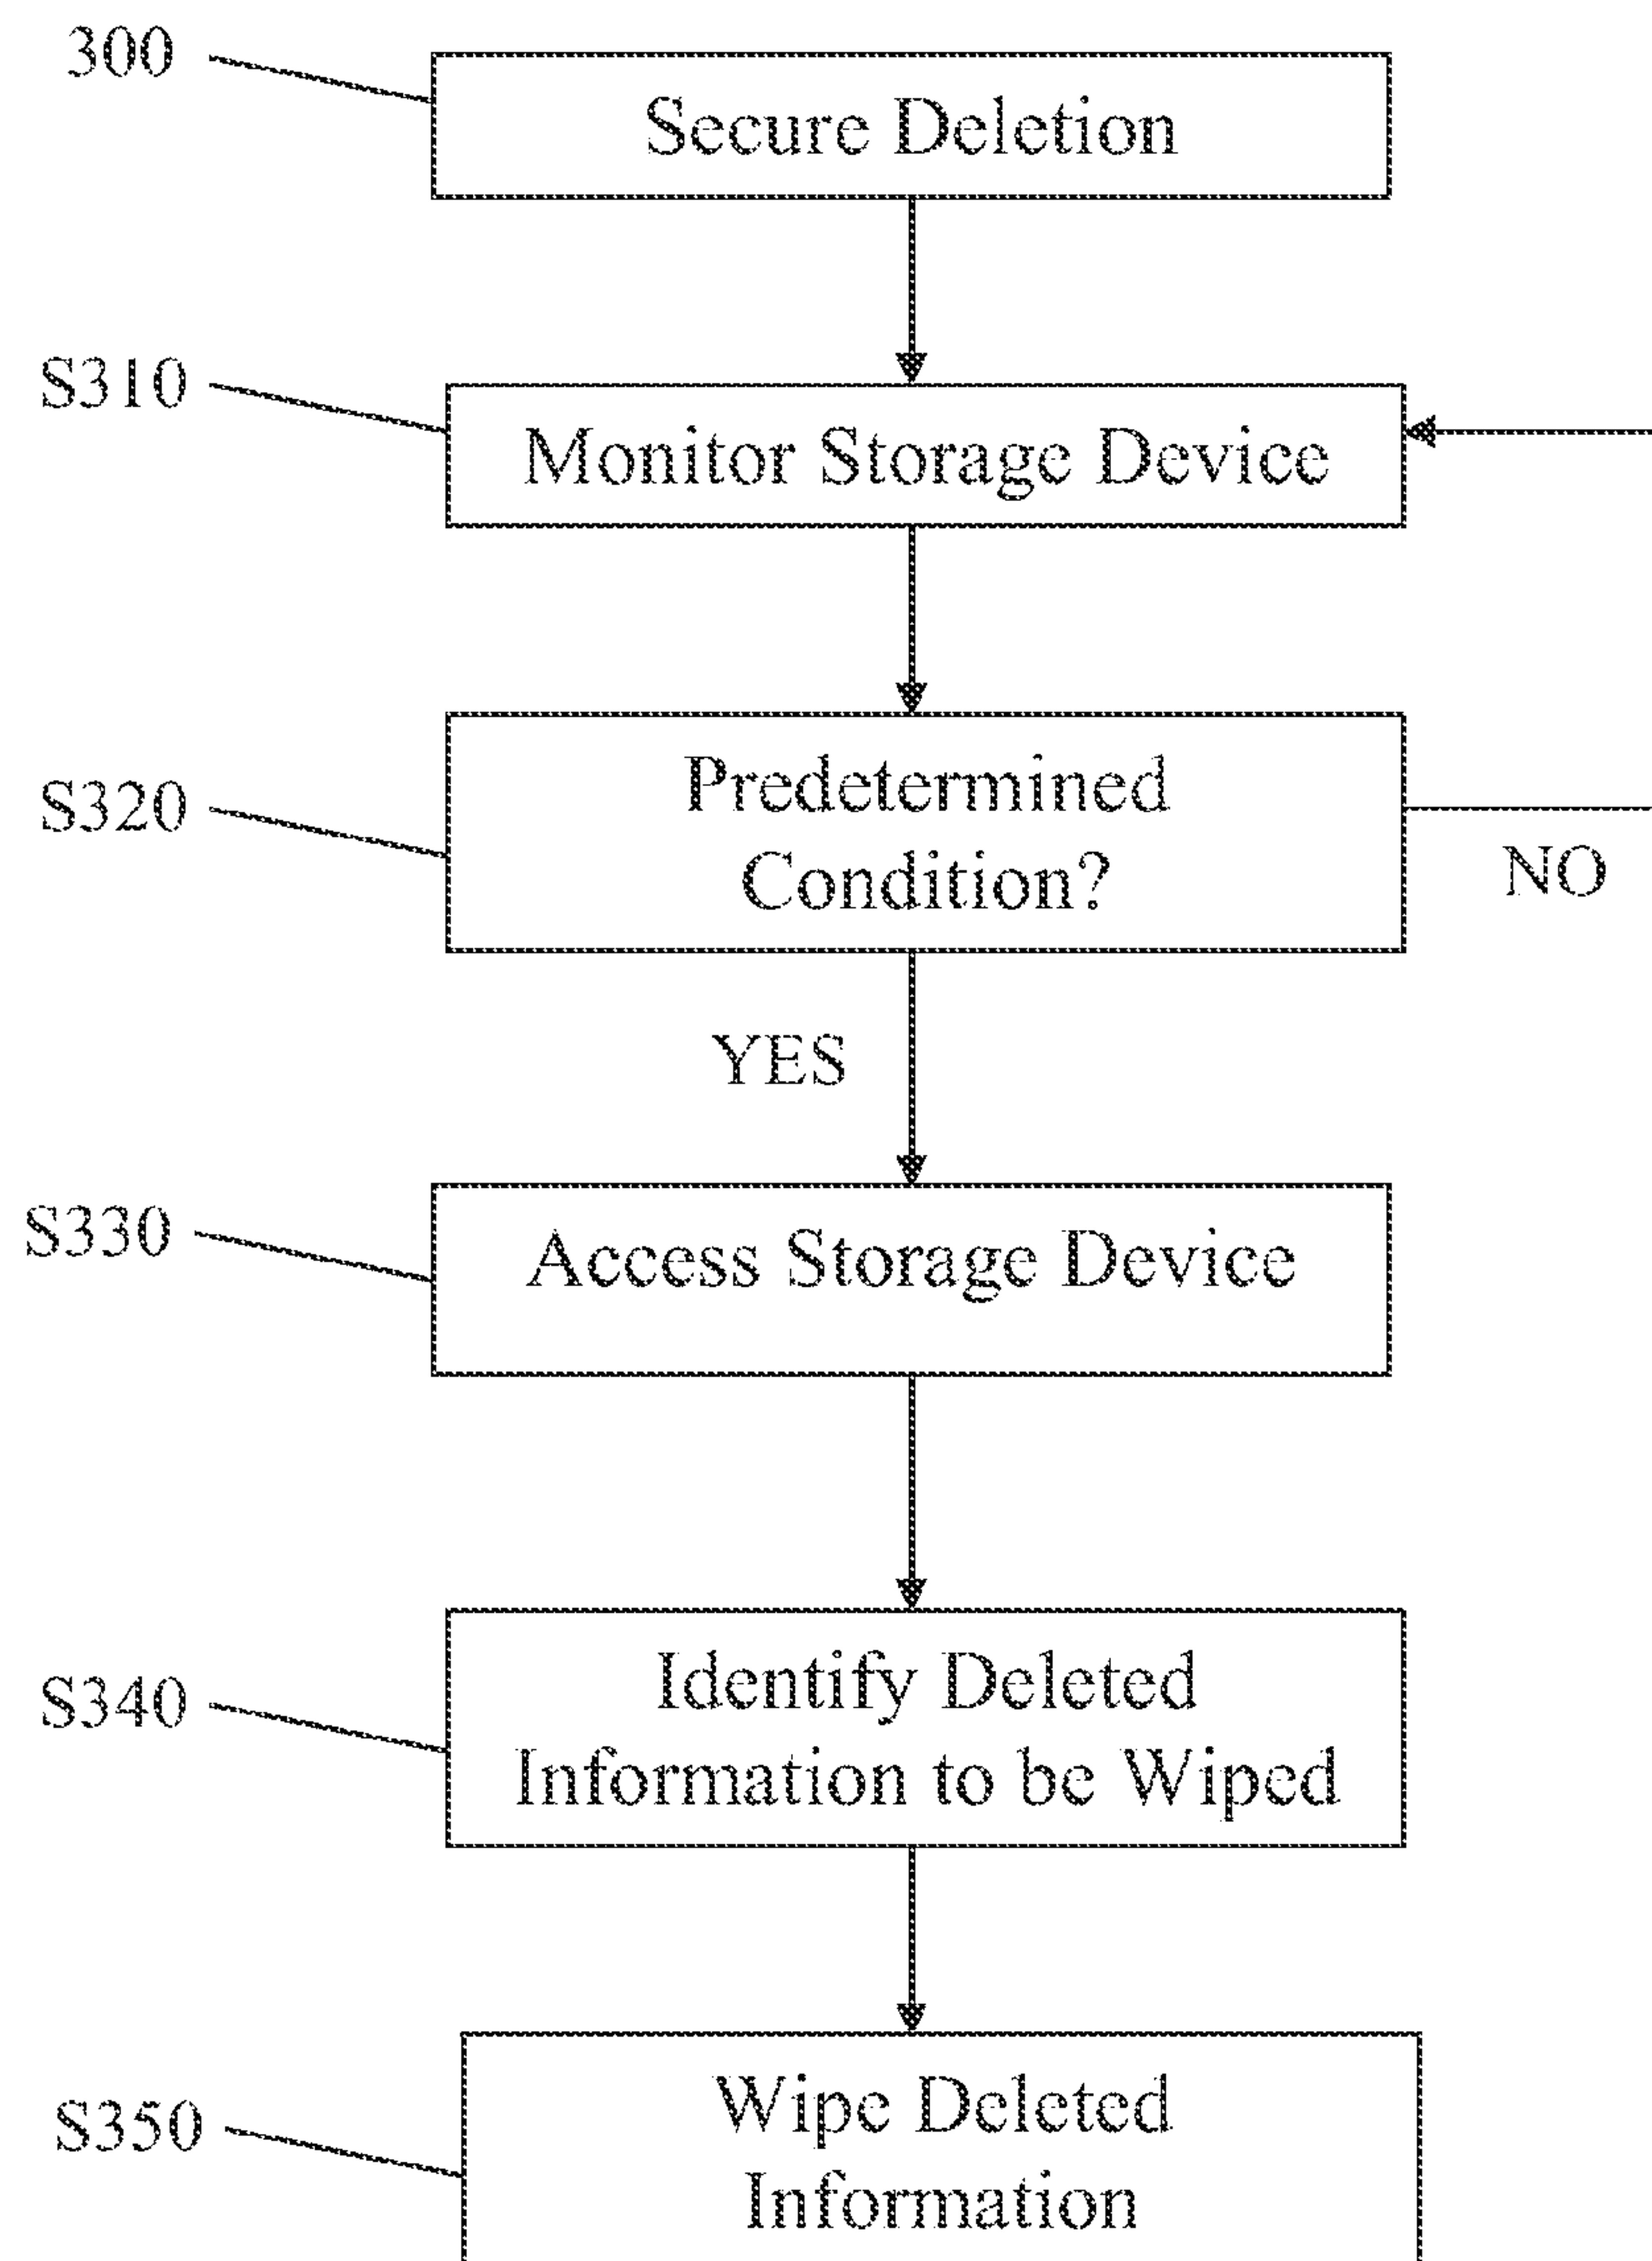 300
Secure Deletion
S310
Monitor Storage Device
S320
Predetermined
Condition?
NO
YES
S330
Access Storage Device
S340
Identify Deleted
Information to be Wiped
S350
Wipe Deleted
Information